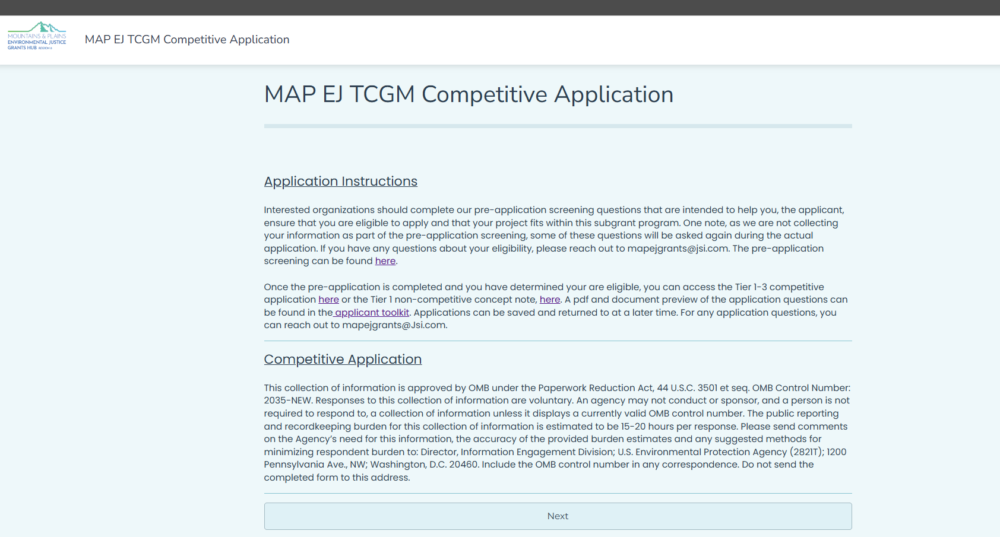 MOUNTAINS & PLAINS
ENVIRONMENTAL JUSTICE
GRANTS HUB REGION 8
MAP EJ TCGM Competitive Application
MAP EJ TCGM Competitive Application
Application Instructions
Interested organizations should complete our pre-application screening questions that are intended to help you, the applicant,
ensure that you are eligible to apply and that your project fits within this subgrant program. One note, as we are not collecting
your information as part of the pre-application screening, some of these questions will be asked again during the actual
application. If you have any questions about your eligibility, please reach out to mapejgrants@jsi.com. The pre-application
screening can be found here.
Once the pre-application is completed and you have determined your are eligible, you can access the Tier 1-3 competitive
application here or the Tier 1 non-competitive concept note, here. A pdf and document preview of the application questions can
be found in the applicant toolkit. Applications can be saved and returned to at a later time. For any application questions, you
can reach out to mapejgrants@Jsi.com.
Competitive Application
This collection of information is approved by OMB under the Paperwork Reduction Act, 44 U.S.C. 3501 et seq. OMB Control Number:
2035-NEW. Responses to this collection of information are voluntary. An agency may not conduct or sponsor, and a person is not
required to respond to, a collection of information unless it displays a currently valid OMB control number. The public reporting
and recordkeeping burden for this collection of information is estimated to be 15-20 hours per response. Please send comments
on the Agency’s need for this information, the accuracy of the provided burden estimates and any suggested methods for
minimizing respondent burden to: Director, Information Engagement Division; U.S. Environmental Protection Agency (2821T); 1200
Pennsylvania Ave., NW; Washington, D.C. 20460. Include the OMB control number in any correspondence. Do not send the
completed form to this address.
Next